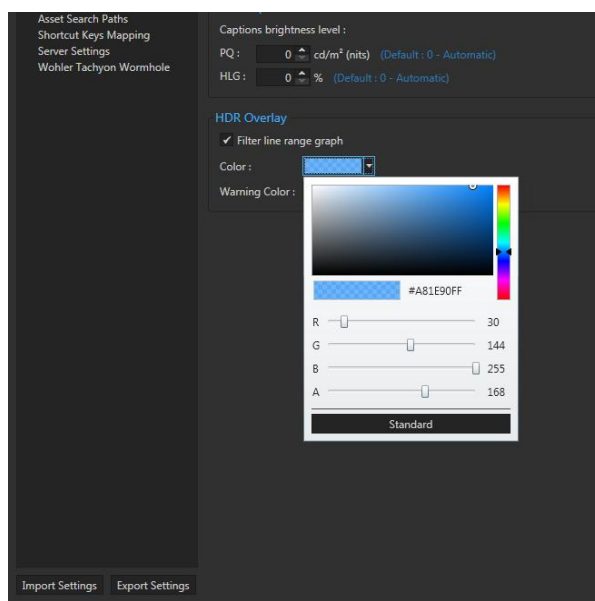 Asset Search Paths
Shortcut Keys Mapping
Server Settings
Wohler Tachyon Wormhole
Captions brightness level :
PQ : 0 cd/m² (nits) (Default : 0 - Automatic)
HLG : 0 % (Default : 0 - Automatic)
HDR Overlay
Filter line range graph
Color :
Warning Color :
#A81E90FF
R 30
G 144
B 255
A 168
Standard
Import Settings Export Settings